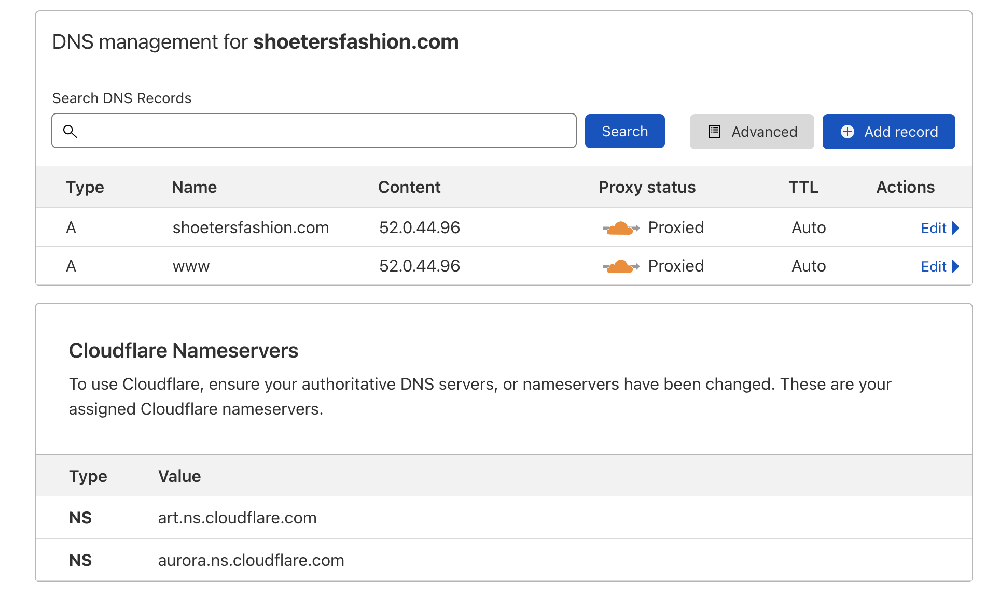 DNS management for shoetersfashion.com
Search DNS Records
Search Advanced Add record
Type Name Content Proxy status TTL Actions
A shoetersfashion.com 52.0.44.96 Proxied Auto Edit
A www 52.0.44.96 Proxied Auto Edit
Cloudflare Nameservers
To use Cloudflare, ensure your authoritative DNS servers, or nameservers have been changed. These are your
assigned Cloudflare nameservers.
Type Value
NS art.ns.cloudflare.com
NS aurora.ns.cloudflare.com